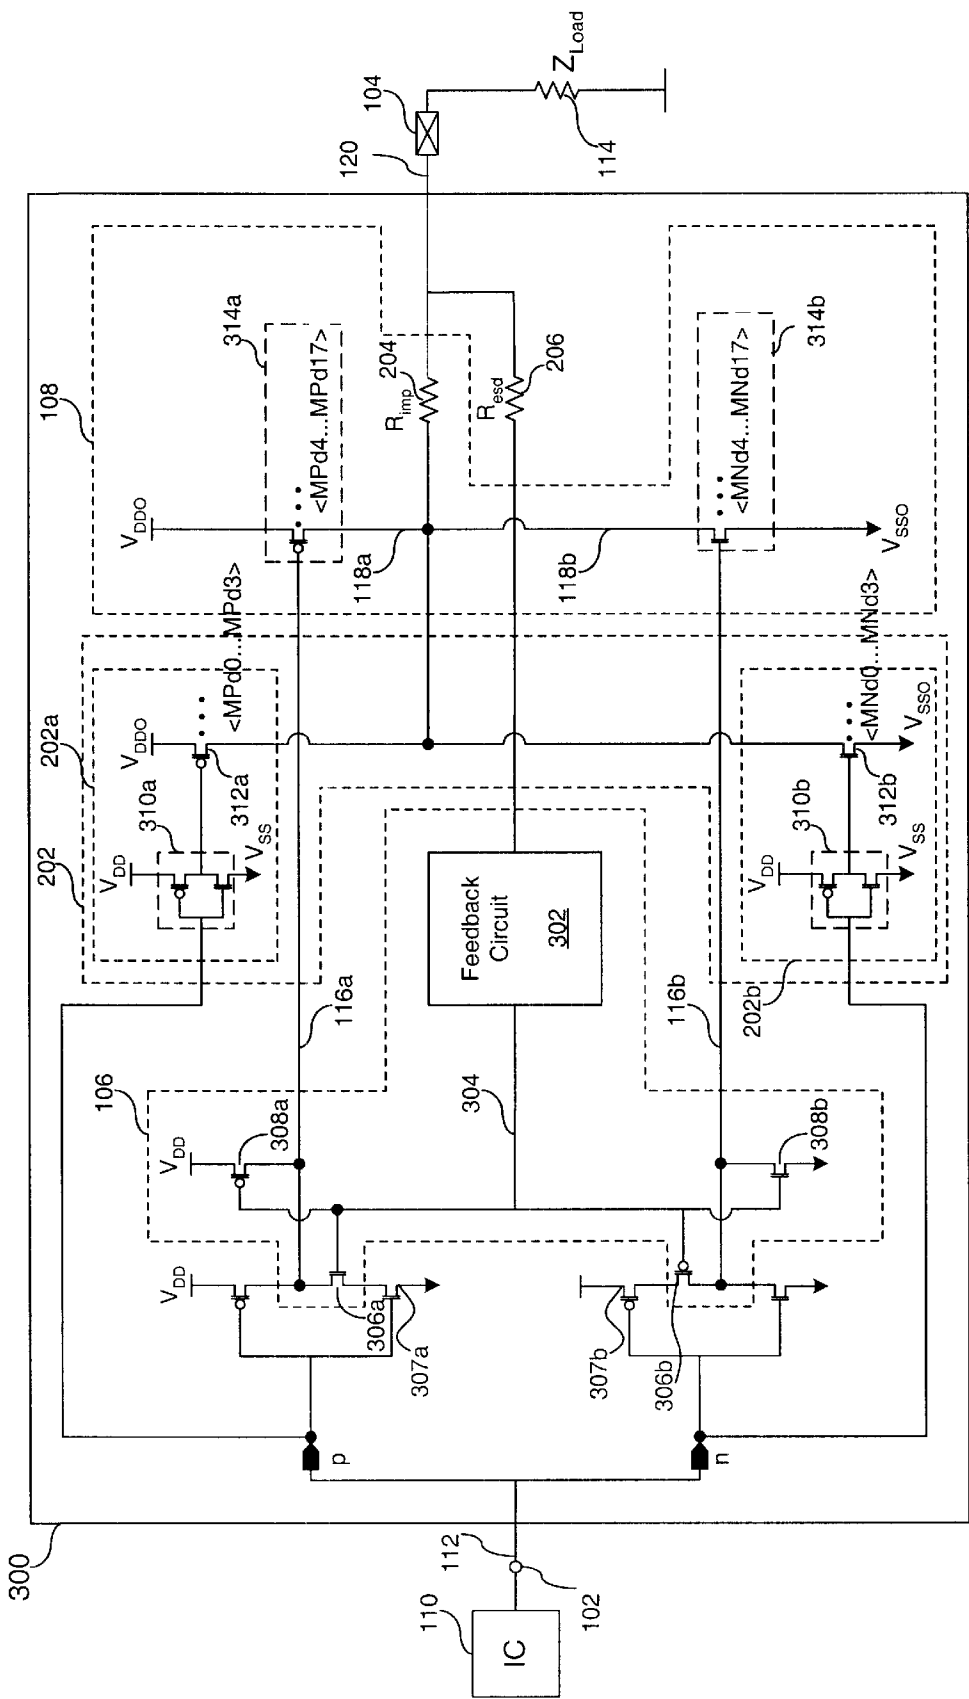 300
IC
110
112
102
p
n
V_DD
V_DD
106
308a
306a
307a
307b
306b
308b
304
116a
116b
Feedback
Circuit
302
202
202a
V_DD
310a
V_SS
V_DDO
312a
<MPd0...MPd3>
202b
V_DD
310b
V_SS
312b
V_SSO
<MNd0...MNd3>
108
V_DDO
118a
118b
314a
<MPd4...MPd17>
R_imp
204
R_esd
206
<MNd4...MNd17>
314b
V_SSO
120
104
114
Z_Load